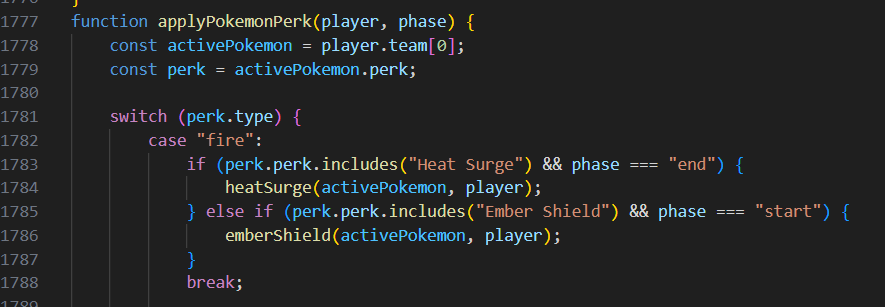 1776 }
1777 function applyPokemonPerk(player, phase) {
1778 const activePokemon = player.team[0];
1779 const perk = activePokemon.perk;
1780
1781 switch (perk.type) {
1782 case "fire":
1783 if (perk.perk.includes("Heat Surge") && phase === "end") {
1784 heatSurge(activePokemon, player);
1785 } else if (perk.perk.includes("Ember Shield") && phase === "start") {
1786 emberShield(activePokemon, player);
1787 }
1788 break;
1789